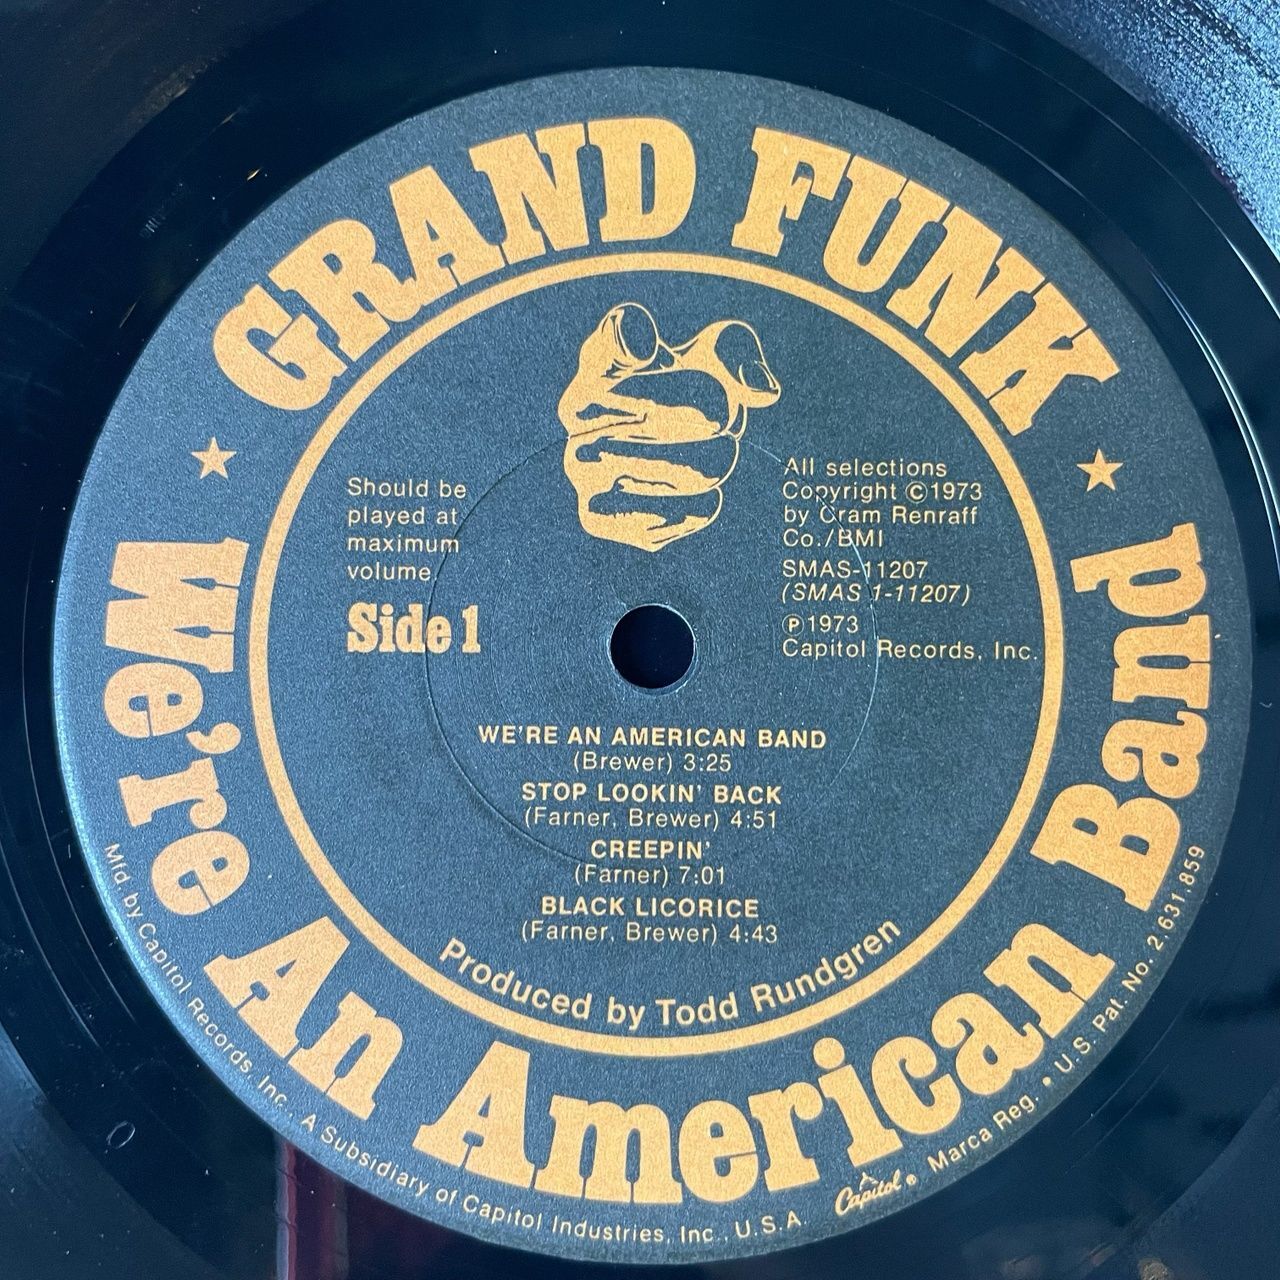 GRAND FUNK
We're An American Band
Should be
played at
maximum
volume.
Side 1
All selections
Copyright ©1973
by Cram Renraff
Co./BMI
SMAS-11207
(SMAS 1-11207)
℗1973
Capitol Records, Inc.
WE'RE AN AMERICAN BAND
(Brewer) 3:25
STOP LOOKIN' BACK
(Farner, Brewer) 4:51
CREEPIN'
(Farner) 7:01
BLACK LICORICE
(Farner, Brewer) 4:43
Produced by Todd Rundgren
Mfd. by Capitol Records, Inc., A Subsidiary of Capitol Industries, Inc., U.S.A. Capitol® Marca Reg. • U.S. Pat. No. 2,631,859